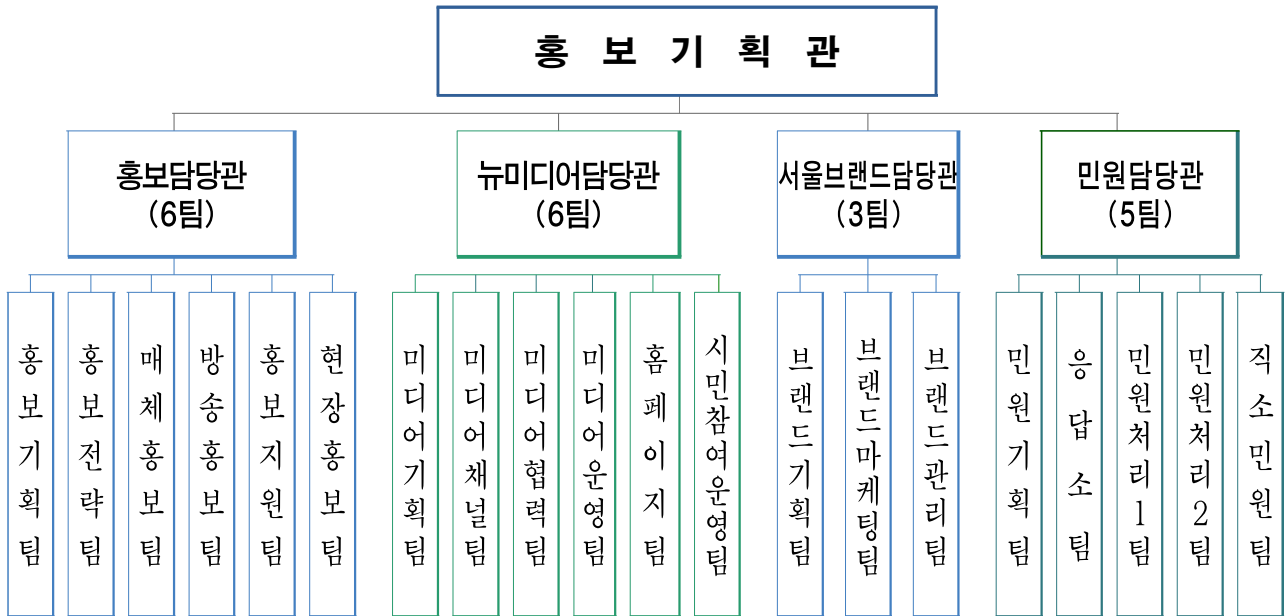 홍 보 기 획 관
홍보담당관
(6팀)
뉴미디어담당관
(6팀)
서울브랜드담당관
(3팀)
민원담당관
(5팀)
홍보기획팀
홍보전략팀
매체홍보팀
방송홍보팀
홍보지원팀
현장홍보팀
미디어기획팀
미디어채널팀
미디어협력팀
미디어운영팀
홈페이지팀
시민참여운영팀
브랜드기획팀
브랜드마케팅팀
브랜드관리팀
민원기획팀
응답소팀
민원처리1팀
민원처리2팀
직소민원팀